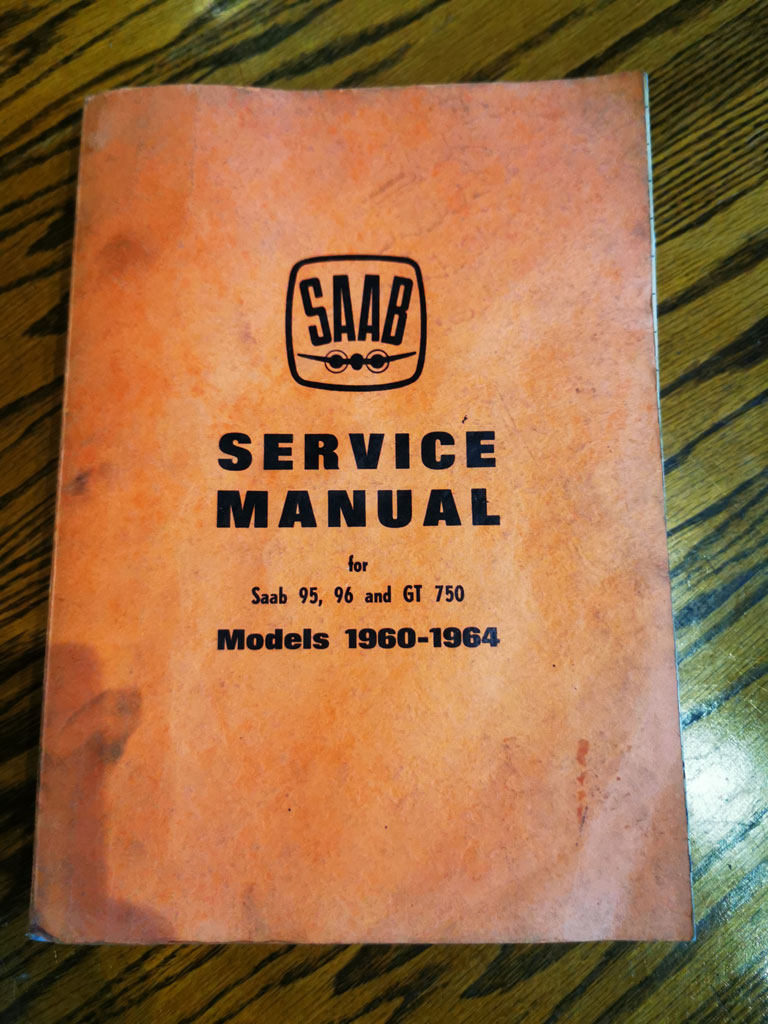 SAAB
SERVICE
MANUAL
for
Saab 95, 96 and GT 750
Models 1960-1964